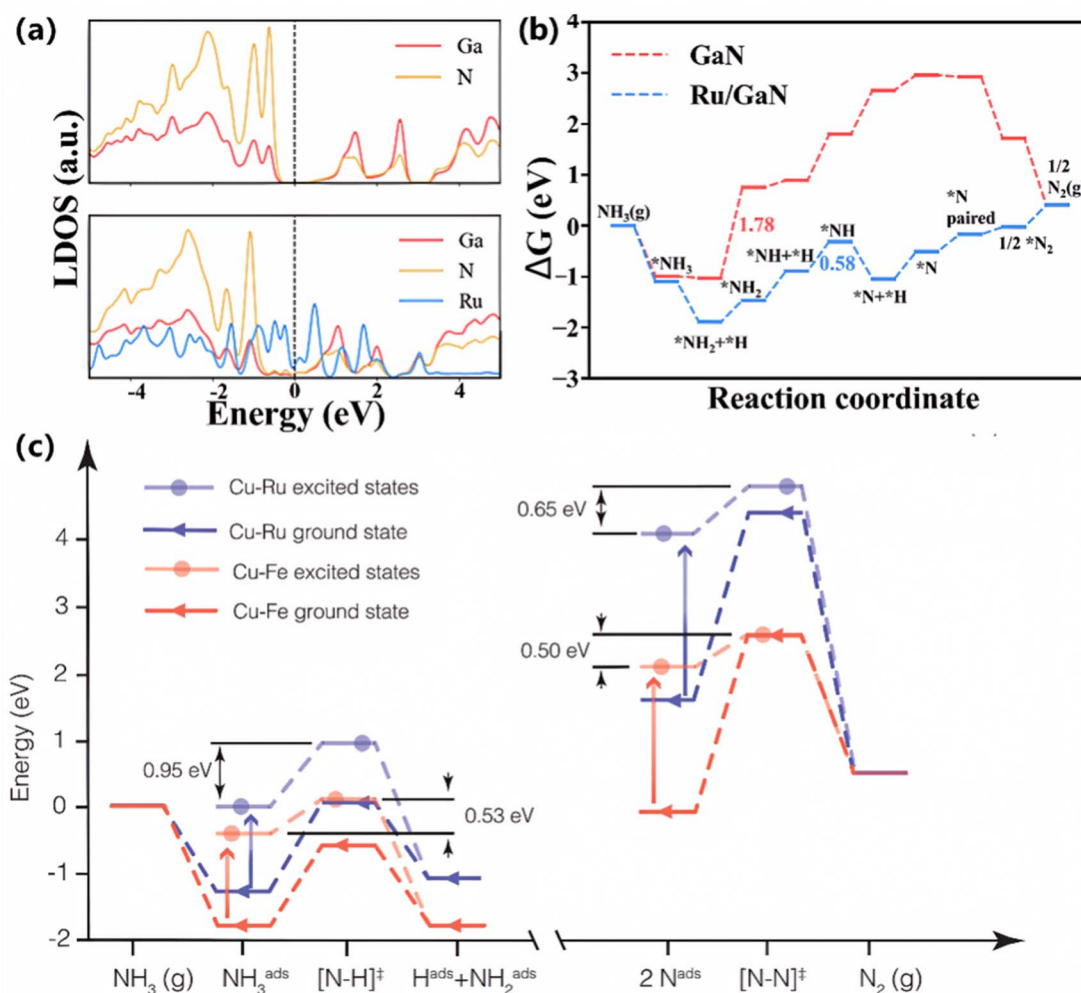 (a)
Ga
N
Ga
N
Ru
LDOS (a.u.)
-4
-2
0
2
4
Energy (eV)
(b)
GaN
Ru/GaN
4
3
2
1
0
−1
−2
−3
ΔG (eV)
NH3(g)
*NH3
1.78
*NH2+*H
*NH2
*NH+*H
*NH
0.58
*N+*H
*N
*N
paired
1/2 *N2
1/2
N2(g
Reaction coordinate
(c)
Cu-Ru excited states
Cu-Ru ground state
Cu-Fe excited states
Cu-Fe ground state
4
3
2
1
0
-1
-2
Energy (eV)
0.95 eV
0.53 eV
0.65 eV
0.50 eV
NH3 (g)
NH3ads
[N-H]‡
Hads+NH2ads
2 Nads
[N-N]‡
N2 (g)